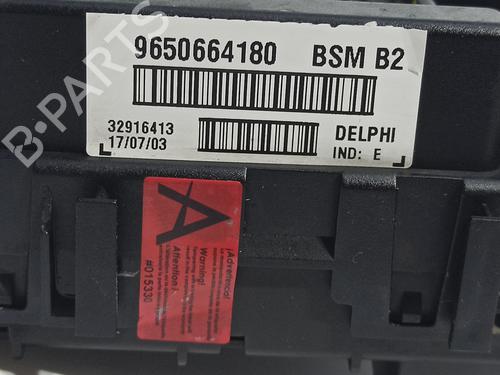 9650664180 BSM B2
32916413
17/07/03
DELPHI
IND: E
B-PARTS
A
¡Advertencia!
Warning!
Attention!
#015330